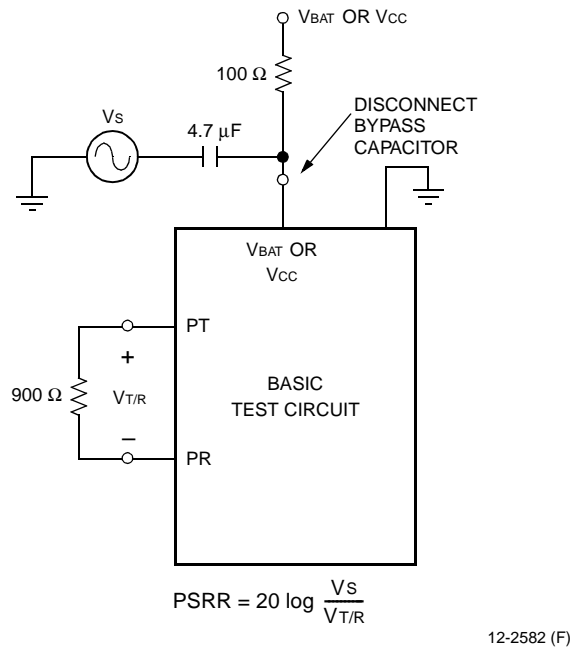 VBAT OR VCC
100 Ω
VS
4.7 µF
DISCONNECT
BYPASS
CAPACITOR
VBAT OR
VCC
PT
+
900 Ω
VT/R
BASIC
TEST CIRCUIT
–
PR
PSRR = 20 log VS
VT/R
12-2582 (F)